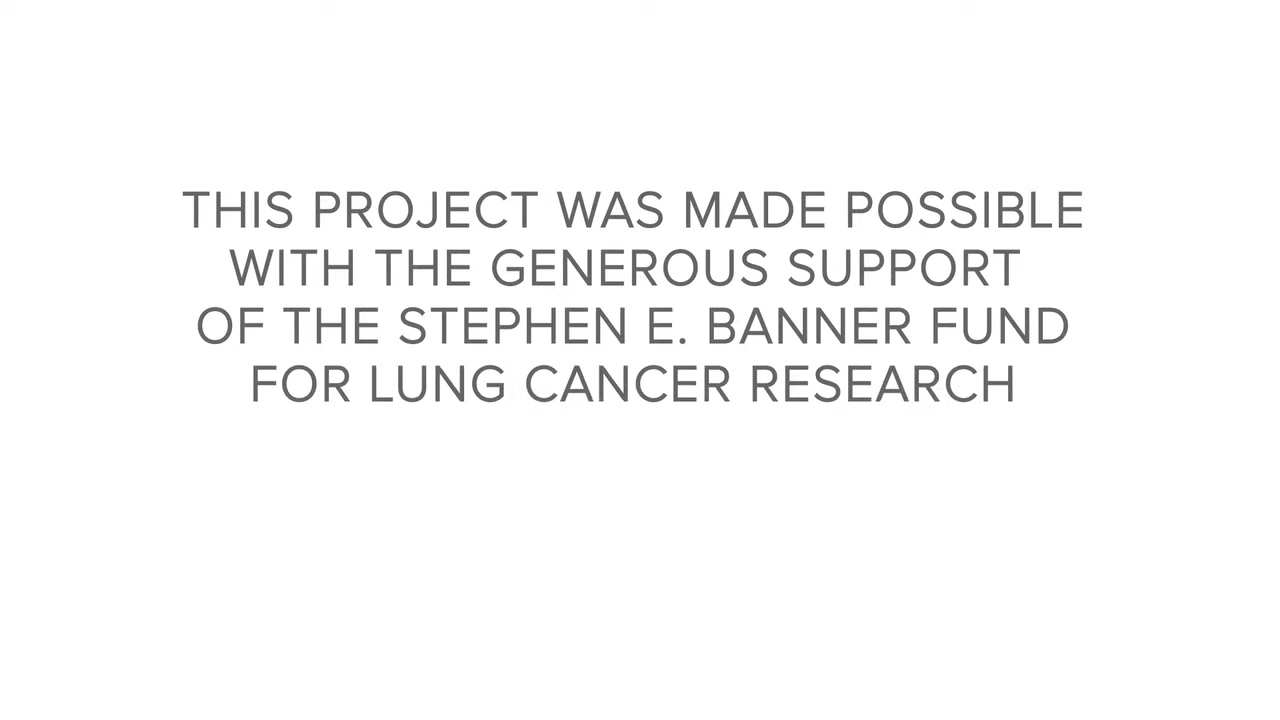 THIS PROJECT WAS MADE POSSIBLE
WITH THE GENEROUS SUPPORT
OF THE STEPHEN E. BANNER FUND
FOR LUNG CANCER RESEARCH